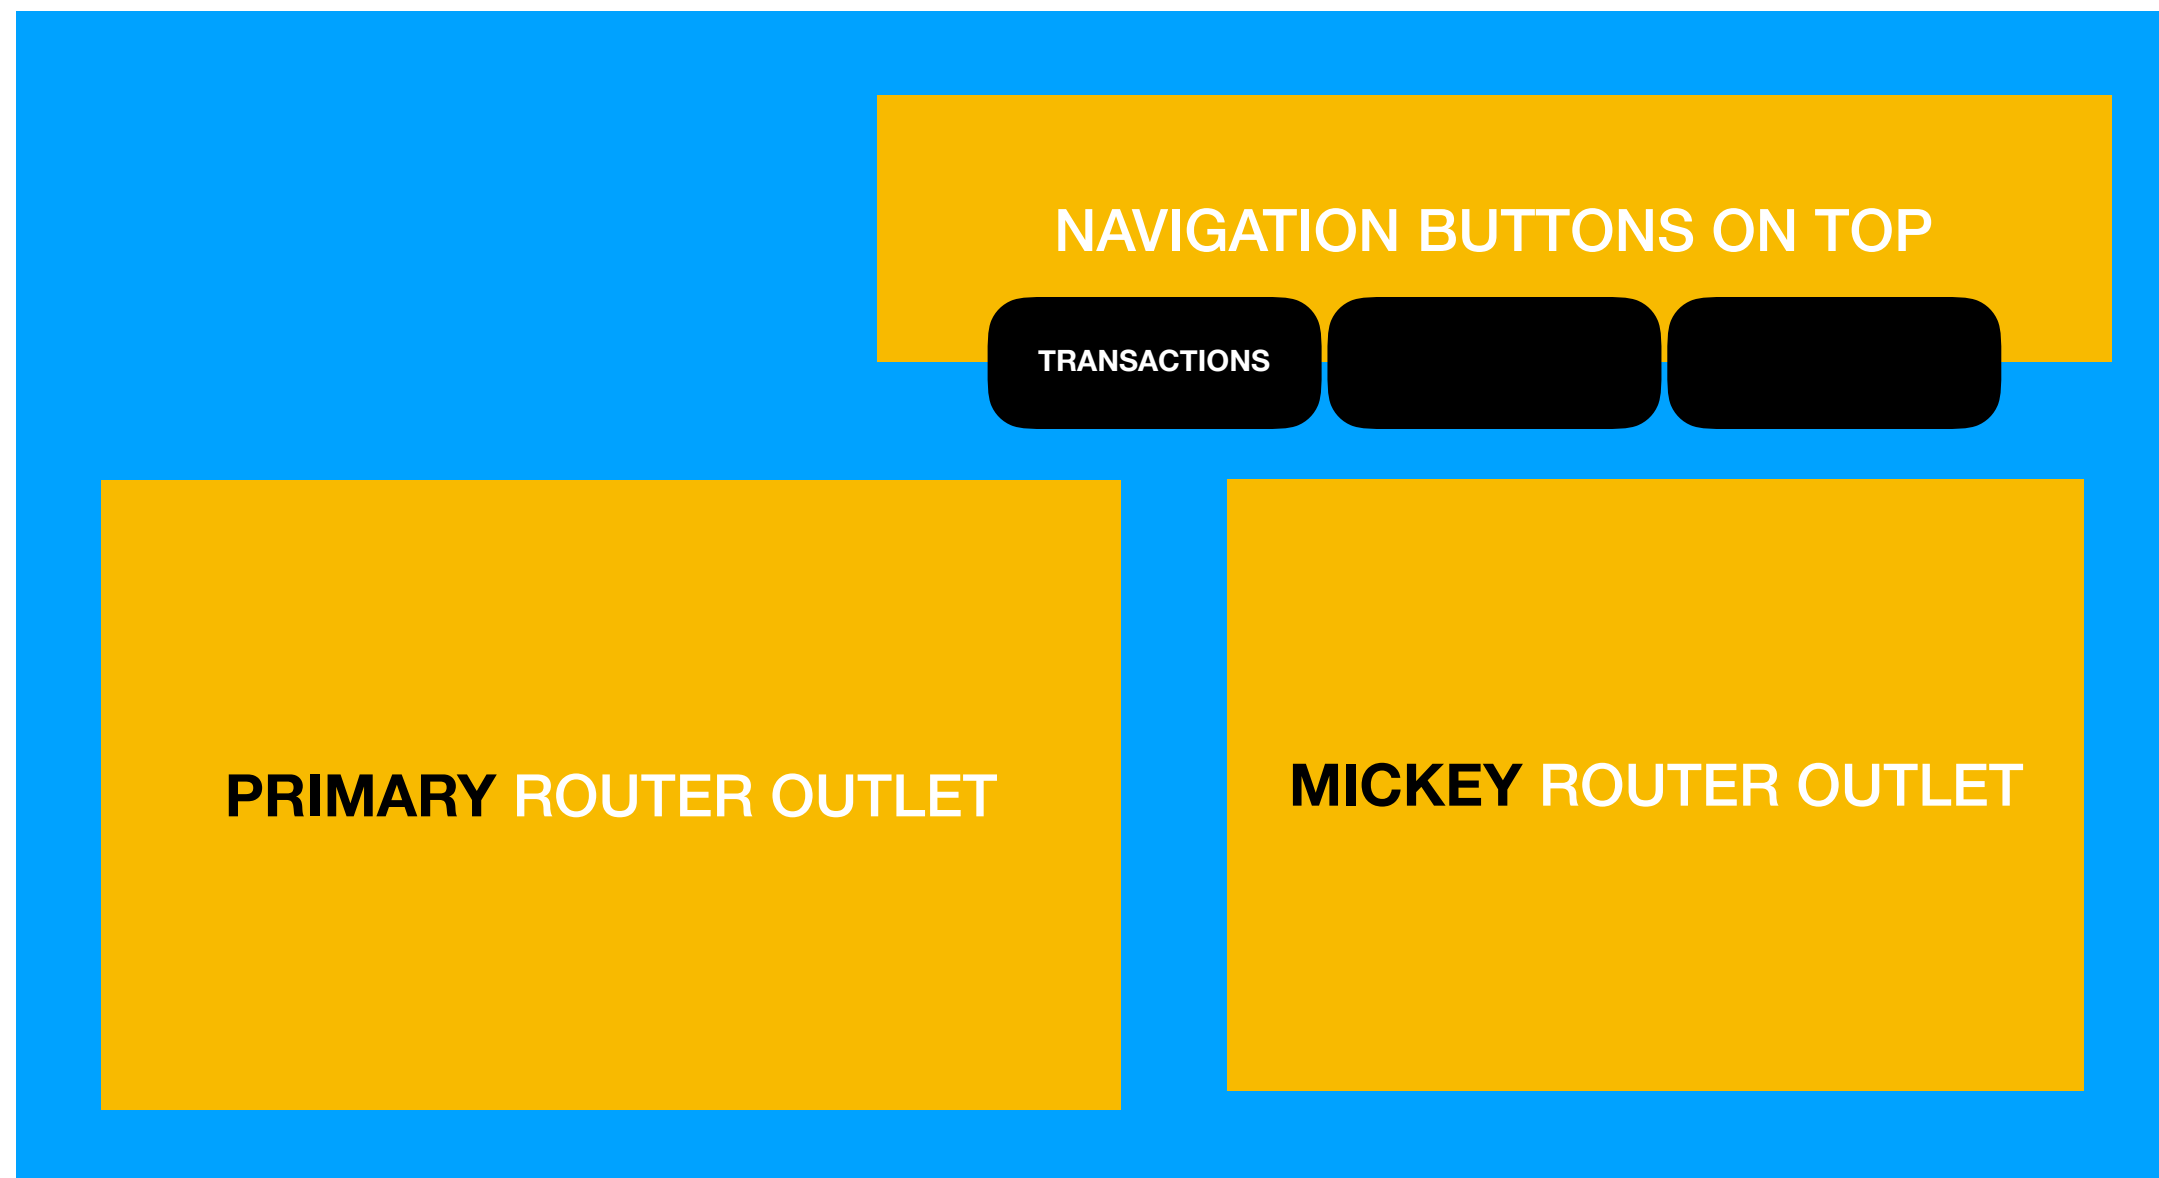 NAVIGATION BUTTONS ON TOP
TRANSACTIONS
PRIMARY ROUTER OUTLET
MICKEY ROUTER OUTLET